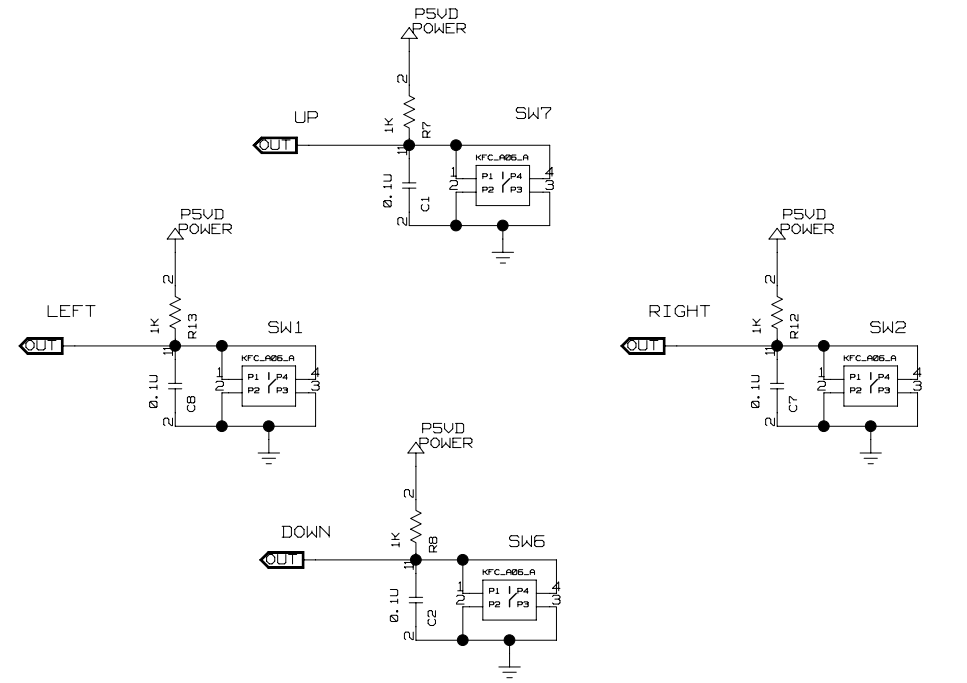 P5VD
POWER
2
1K
R7
UP
SW7
OUT
1
KFC_A06_A
1
P1
P4
4
2
P2
P3
3
0.1U
C1
2
P5VD
POWER
2
1K
R13
LEFT
SW1
OUT
1
KFC_A06_A
1
P1
P4
4
2
P2
P3
3
0.1U
C8
2
P5VD
POWER
2
1K
R12
RIGHT
SW2
OUT
1
KFC_A06_A
1
P1
P4
4
2
P2
P3
3
0.1U
C7
2
P5VD
POWER
2
1K
R8
DOWN
SW6
OUT
1
KFC_A06_A
1
P1
P4
4
2
P2
P3
3
0.1U
C2
2